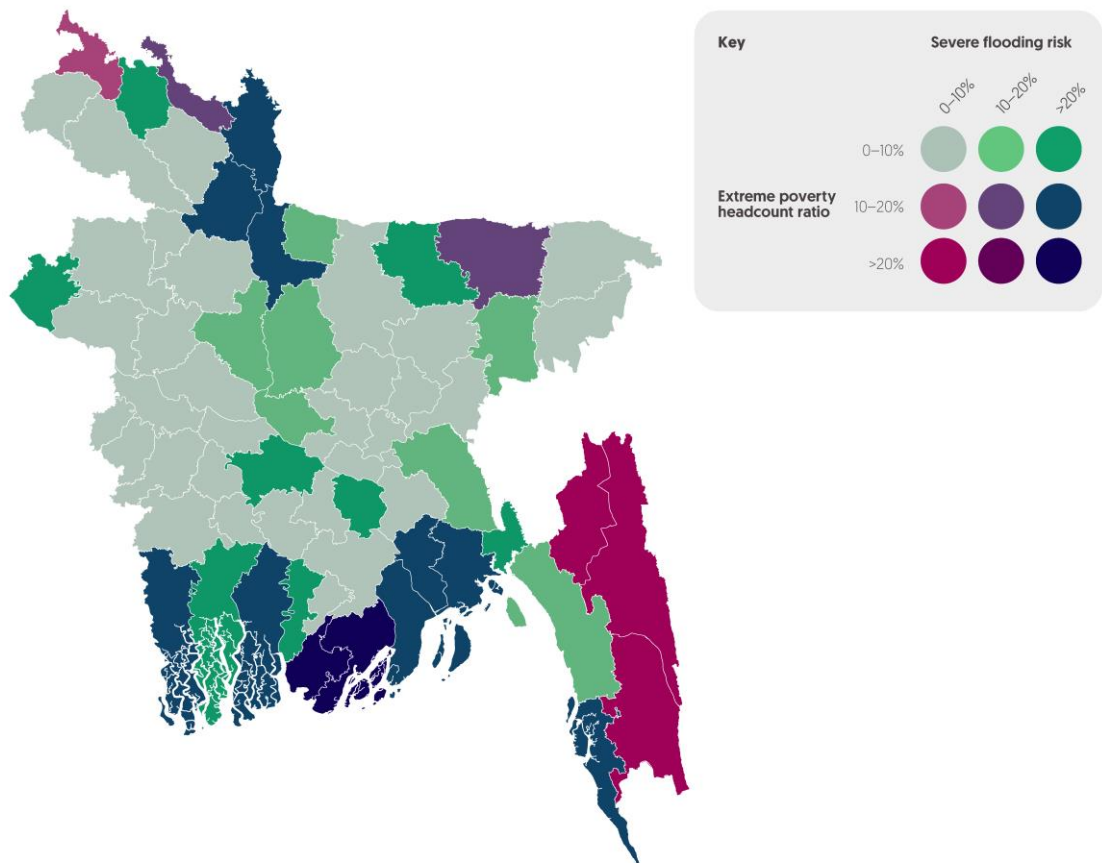 Key
Severe flooding risk
0–10%
10–20%
>20%
0–10%
Extreme poverty
headcount ratio
10–20%
>20%